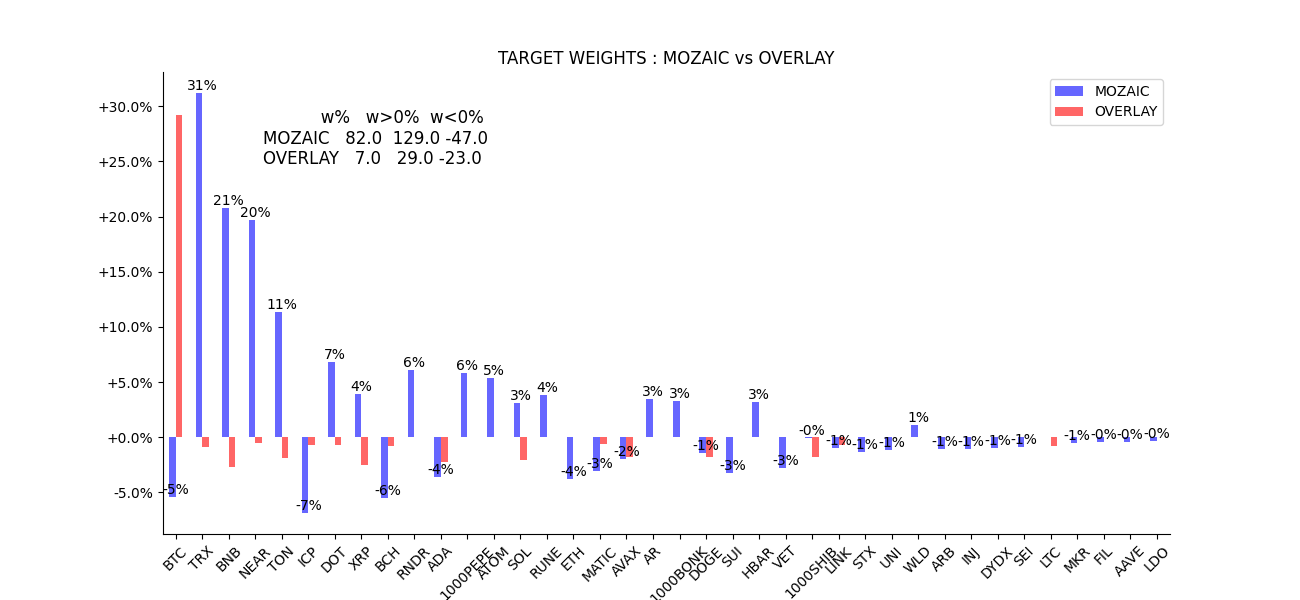 TARGET WEIGHTS : MOZAIC vs OVERLAY
MOZAIC
OVERLAY
w% w>0% w<0%
MOZAIC 82.0 129.0 -47.0
OVERLAY 7.0 29.0 -23.0
+30.0%
+25.0%
+20.0%
+15.0%
+10.0%
+5.0%
+0.0%
-5.0%
-5% 31% 21% 20% 11% -7% 7% 4% -6% 6% -4% 6% 5% 3% 4% -4% -3% -2% 3% 3% -1% -3% 3% -3% -0% -1% -1% -1% 1% -1% -1% -1% -1% -1% -0% -0% -0%
BTC TRX BNB NEAR TON ICP DOT XRP BCH RNDR ADA 1000PEPE ATOM SOL RUNE ETH MATIC AVAX AR 1000BONK DOGE SUI HBAR VET 1000SHIB LINK STX UNI WLD ARB INJ DYDX SEI LTC MKR FIL AAVE LDO